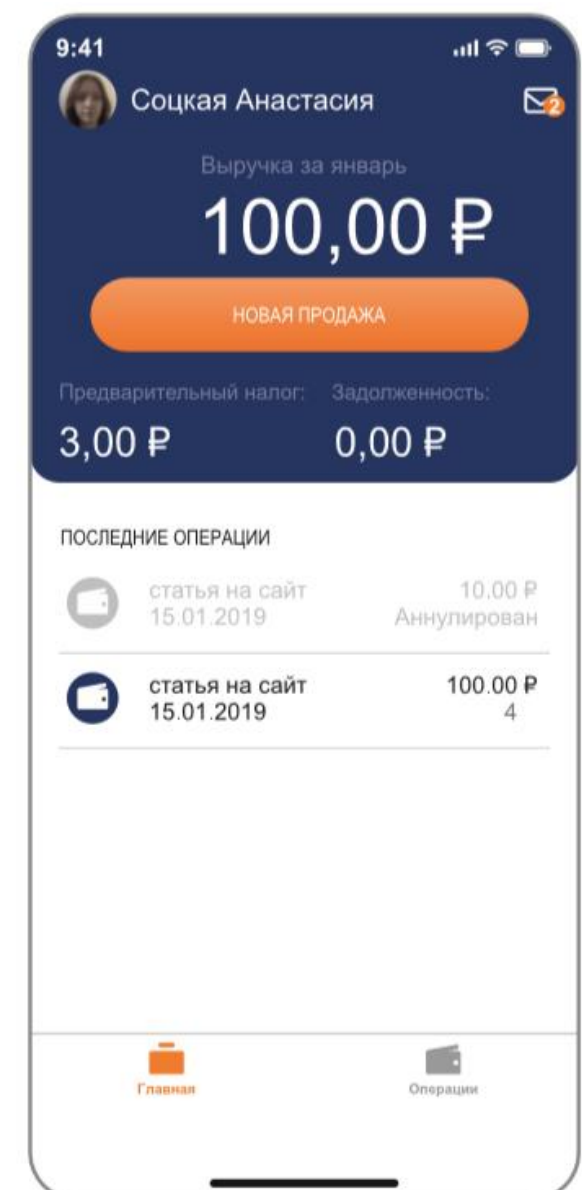 9:41
Соцкая Анастасия
2
Выручка за январь
100,00 ₽
НОВАЯ ПРОДАЖА
Предварительный налог: Задолженность:
3,00 ₽ 0,00 ₽
ПОСЛЕДНИЕ ОПЕРАЦИИ
статья на сайт 10.00 ₽
15.01.2019 Аннулирован
статья на сайт 100.00 ₽
15.01.2019 4
Главная Операции